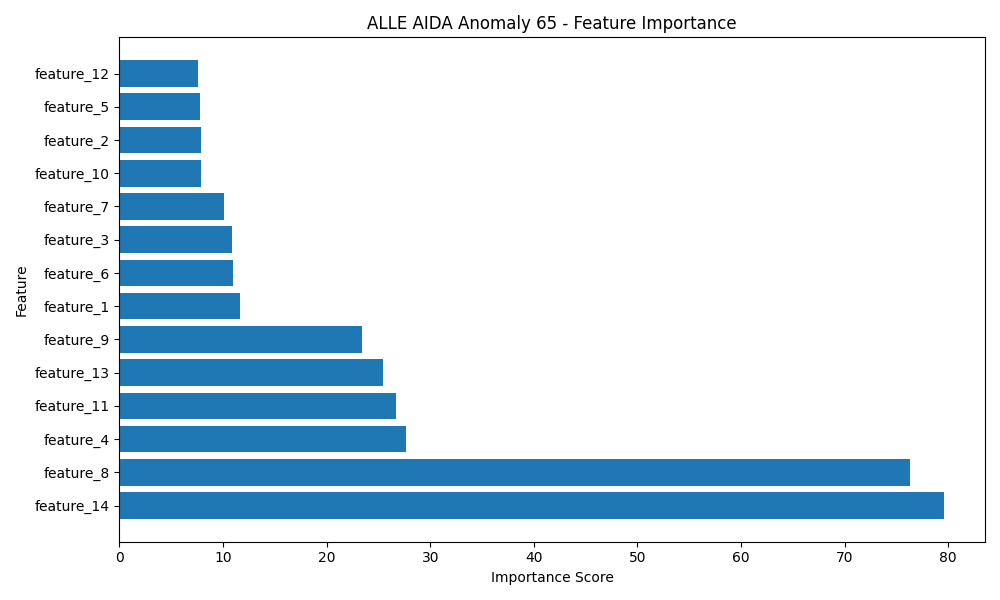 ALLE AIDA Anomaly 65 - Feature Importance
feature_12
feature_5
feature_2
feature_10
feature_7
feature_3
feature_6
feature_1
feature_9
feature_13
feature_11
feature_4
feature_8
feature_14
Feature
0 10 20 30 40 50 60 70 80
Importance Score